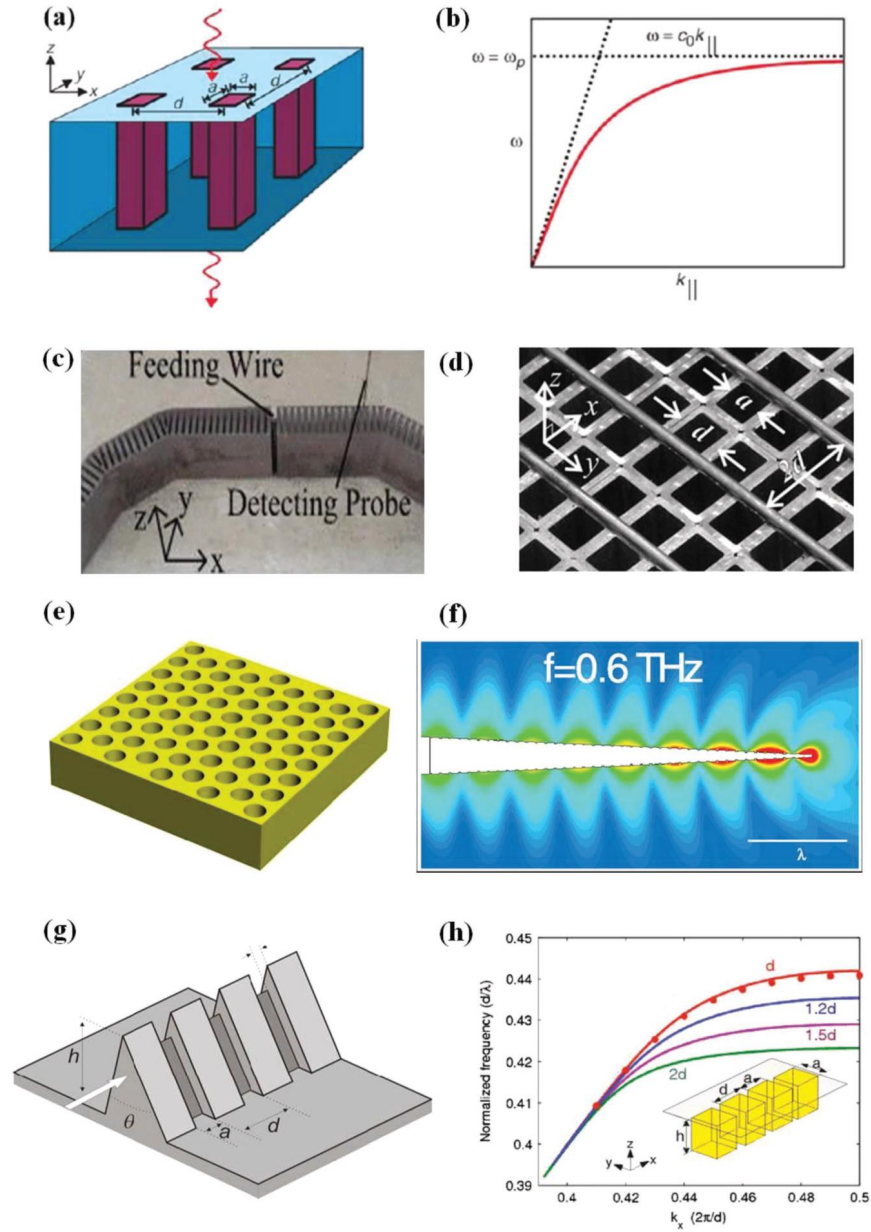 (a)
z
y
x
a
a
d
d
(b)
ω = c₀k||
ω = ωₚ
ω
k||
(c)
Feeding Wire
Detecting Probe
z
y
x
(d)
z
x
y
a
d
2d
(e)
(f)
f=0.6 THz
λ
(g)
h
θ
a
d
(h)
Normalized frequency (d/λ)
0.45
0.44
0.43
0.42
0.41
0.4
0.39
d
1.2d
1.5d
2d
a
d
a
h
z
y
x
0.4
0.42
0.44
0.46
0.48
0.5
kₓ (2π/d)